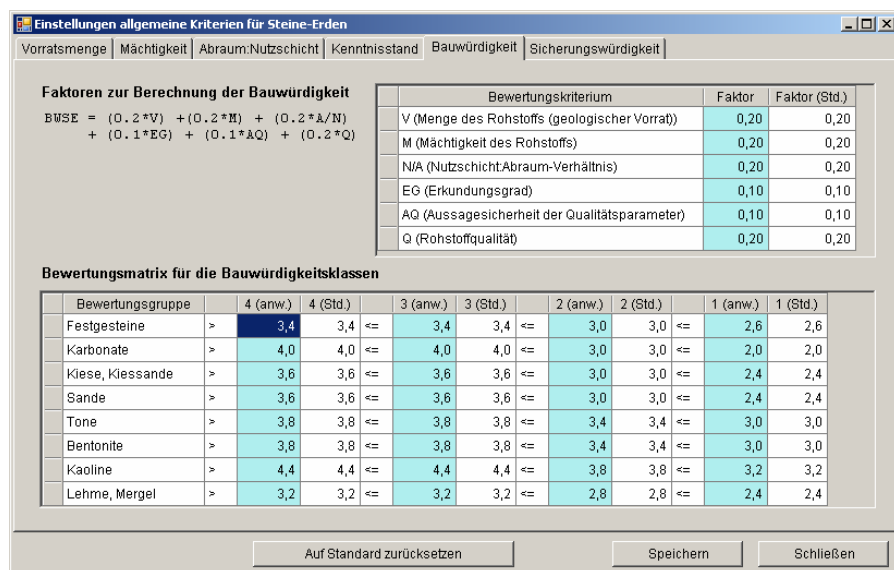 Einstellungen allgemeine Kriterien für Steine-Erden
Vorratsmenge Mächtigkeit Abraum:Nutzschicht Kenntnisstand Bauwürdigkeit Sicherungswürdigkeit
Faktoren zur Berechnung der Bauwürdigkeit
BWSE = (0.2*V) +(0.2*M) + (0.2*A/N)
+ (0.1*EG) + (0.1*AQ) + (0.2*Q)
Bewertungskriterium Faktor Faktor (Std.)
V (Menge des Rohstoffs (geologischer Vorrat)) 0,20 0,20
M (Mächtigkeit des Rohstoffs) 0,20 0,20
N/A (Nutzschicht:Abraum-Verhältnis) 0,20 0,20
EG (Erkundungsgrad) 0,10 0,10
AQ (Aussagesicherheit der Qualitätsparameter) 0,10 0,10
Q (Rohstoffqualität) 0,20 0,20
Bewertungsmatrix für die Bauwürdigkeitsklassen
Bewertungsgruppe 4 (anw.) 4 (Std.) 3 (anw.) 3 (Std.) 2 (anw.) 2 (Std.) 1 (anw.) 1 (Std.)
Festgesteine > 3,4 3,4 <= 3,4 3,4 <= 3,0 3,0 <= 2,6 2,6
Karbonate > 4,0 4,0 <= 4,0 4,0 <= 3,0 3,0 <= 2,0 2,0
Kiese, Kiessande > 3,6 3,6 <= 3,6 3,6 <= 3,0 3,0 <= 2,4 2,4
Sande > 3,6 3,6 <= 3,6 3,6 <= 3,0 3,0 <= 2,4 2,4
Tone > 3,8 3,8 <= 3,8 3,8 <= 3,4 3,4 <= 3,0 3,0
Bentonite > 3,8 3,8 <= 3,8 3,8 <= 3,4 3,4 <= 3,0 3,0
Kaoline > 4,4 4,4 <= 4,4 4,4 <= 3,8 3,8 <= 3,2 3,2
Lehme, Mergel > 3,2 3,2 <= 3,2 3,2 <= 2,8 2,8 <= 2,4 2,4
Auf Standard zurücksetzen Speichern Schließen